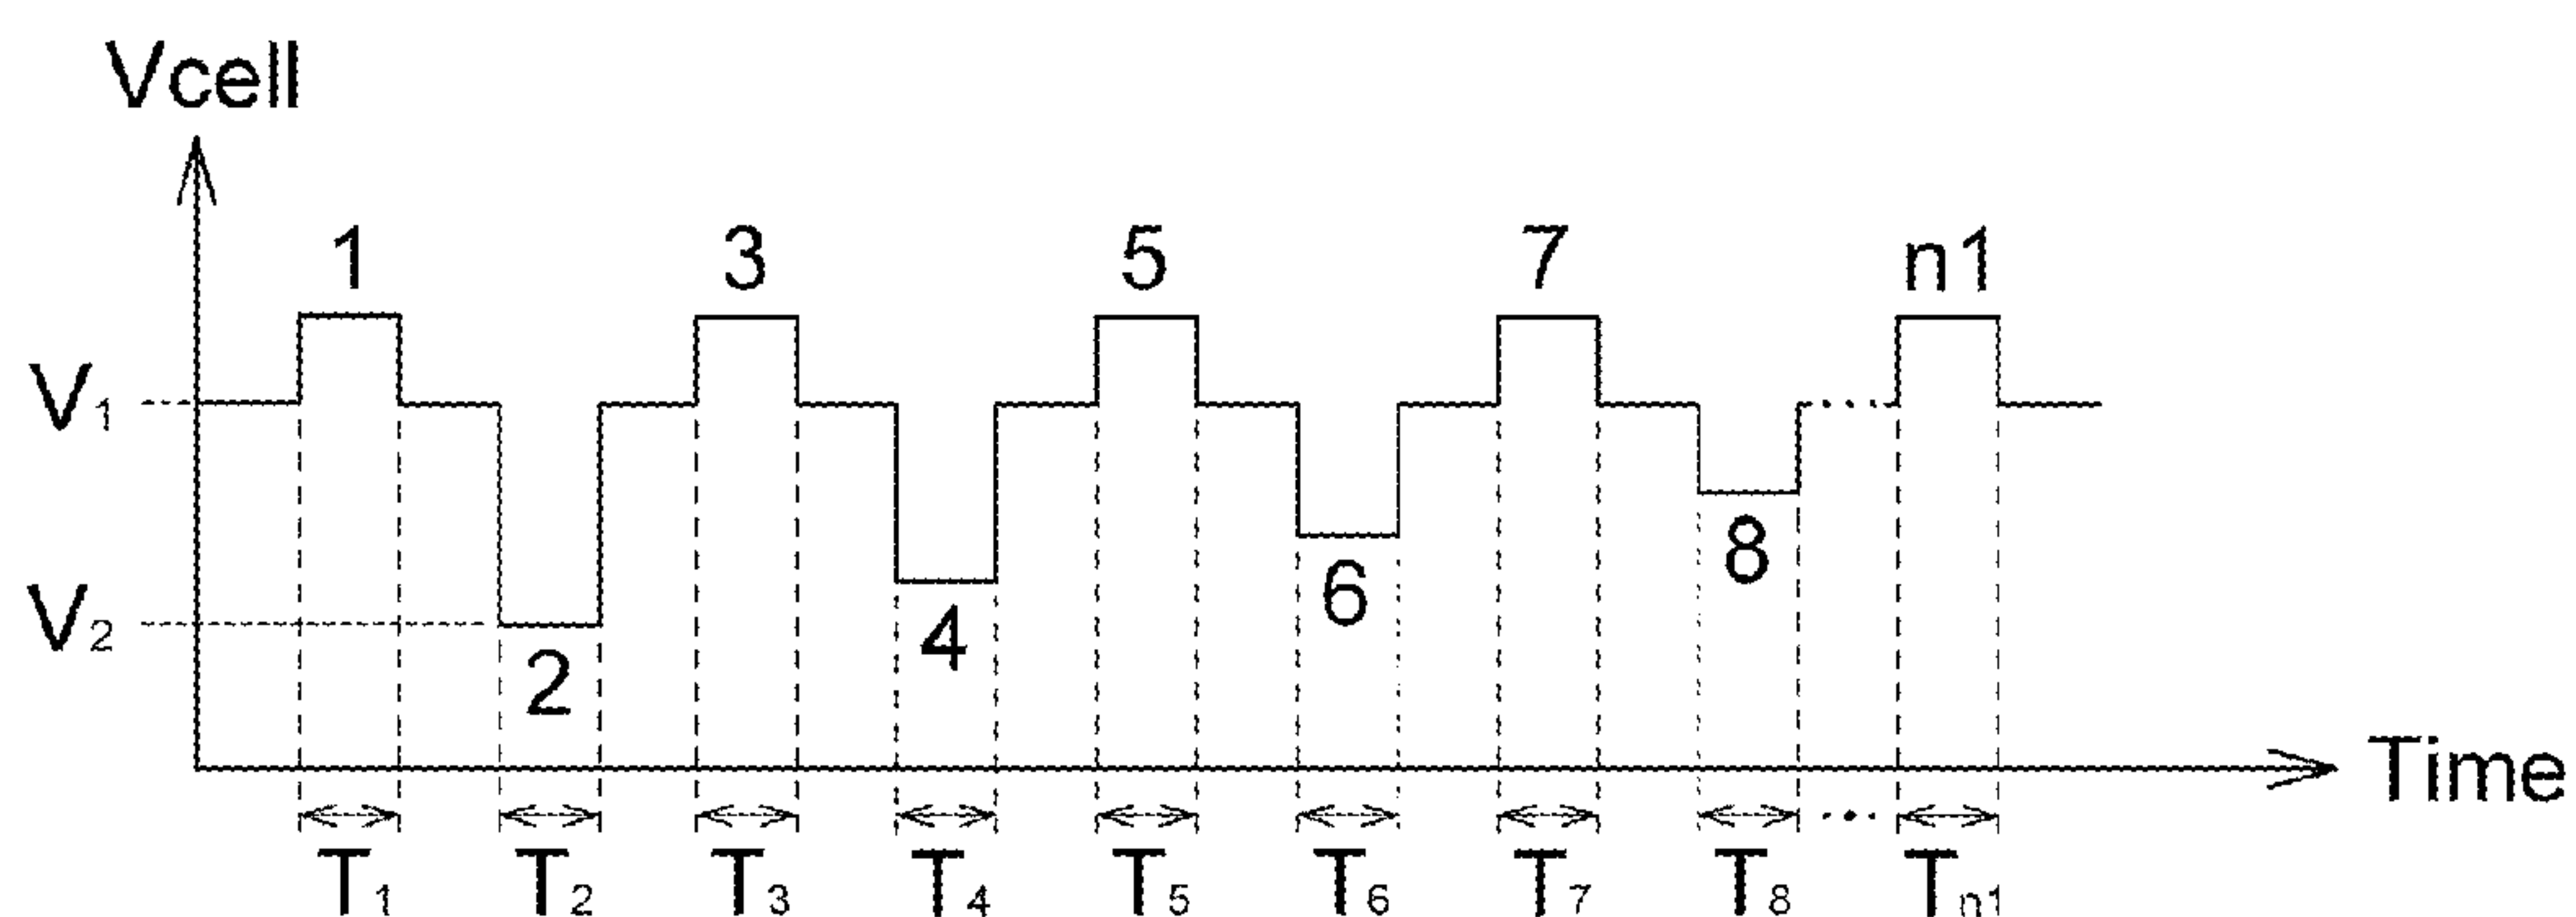 Vcell
1 3 5 7 n1
V₁
8
6
4
V₂
2
Time
...
T₁ T₂ T₃ T₄ T₅ T₆ T₇ T₈ Tₙ₁